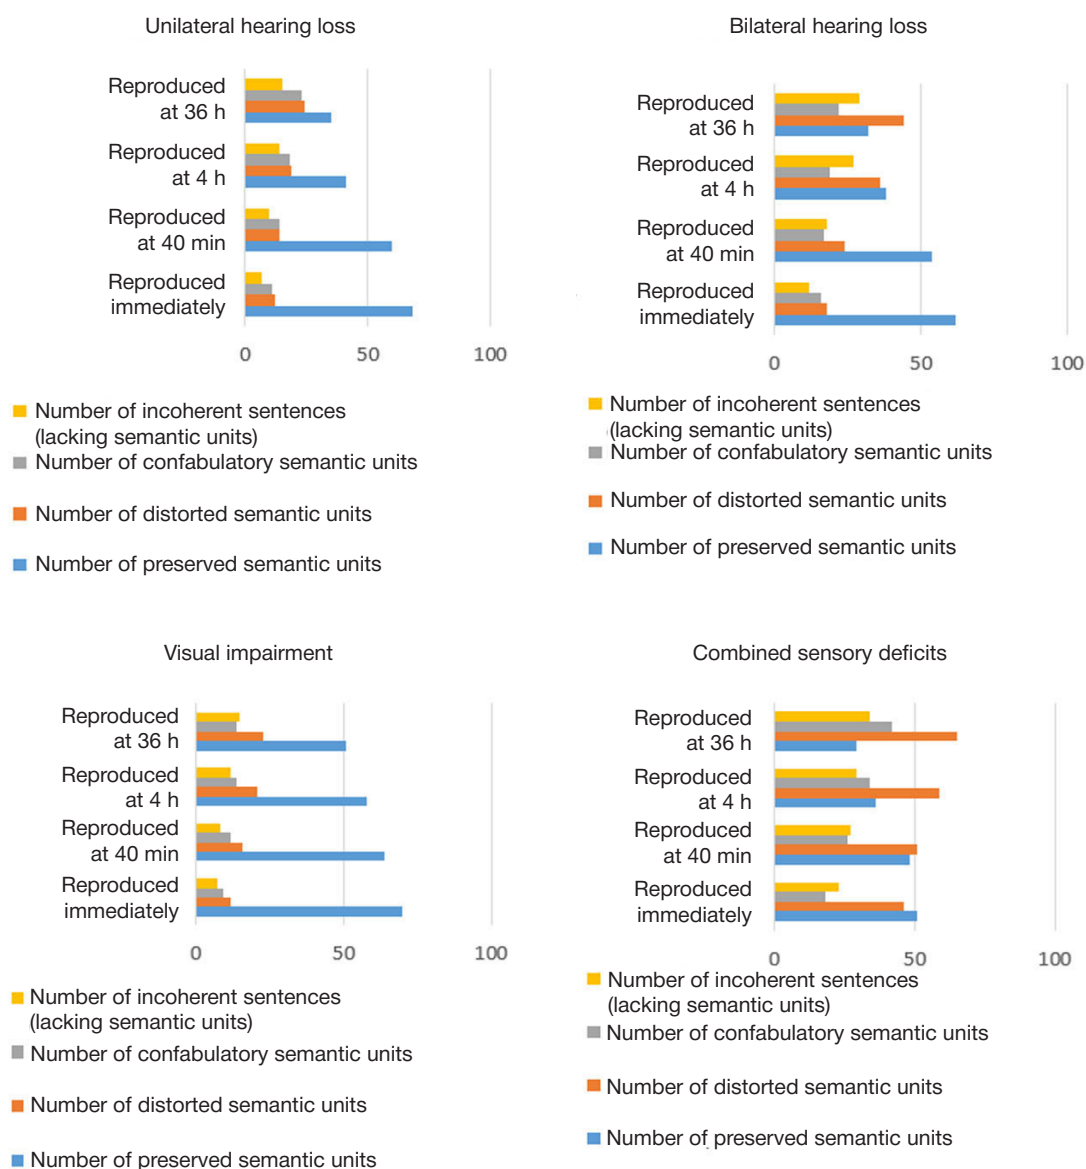 Unilateral hearing loss
Reproduced
at 36 h
Reproduced
at 4 h
Reproduced
at 40 min
Reproduced
immediately
0 50 100
Number of incoherent sentences
(lacking semantic units)
Number of confabulatory semantic units
Number of distorted semantic units
Number of preserved semantic units
Bilateral hearing loss
Reproduced
at 36 h
Reproduced
at 4 h
Reproduced
at 40 min
Reproduced
immediately
0 50 100
Number of incoherent sentences
(lacking semantic units)
Number of confabulatory semantic units
Number of distorted semantic units
Number of preserved semantic units
Visual impairment
Reproduced
at 36 h
Reproduced
at 4 h
Reproduced
at 40 min
Reproduced
immediately
0 50 100
Number of incoherent sentences
(lacking semantic units)
Number of confabulatory semantic units
Number of distorted semantic units
Number of preserved semantic units
Combined sensory deficits
Reproduced
at 36 h
Reproduced
at 4 h
Reproduced
at 40 min
Reproduced
immediately
0 50 100
Number of incoherent sentences
(lacking semantic units)
Number of confabulatory semantic units
Number of distorted semantic units
Number of preserved semantic units